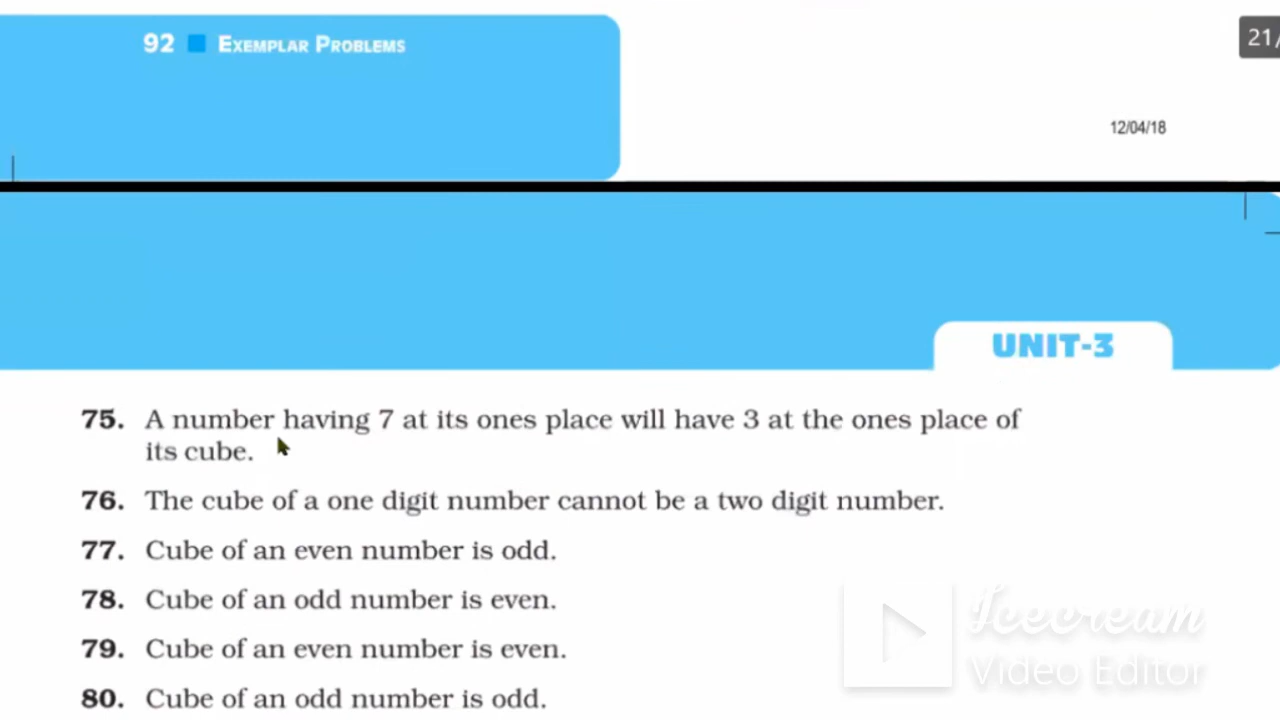 92 ■ EXEMPLAR PROBLEMS
21/
12/04/18
UNIT-3
75. A number having 7 at its ones place will have 3 at the ones place of
its cube.
76. The cube of a one digit number cannot be a two digit number.
77. Cube of an even number is odd.
78. Cube of an odd number is even.
79. Cube of an even number is even.
80. Cube of an odd number is odd.
Icecream
Video Editor